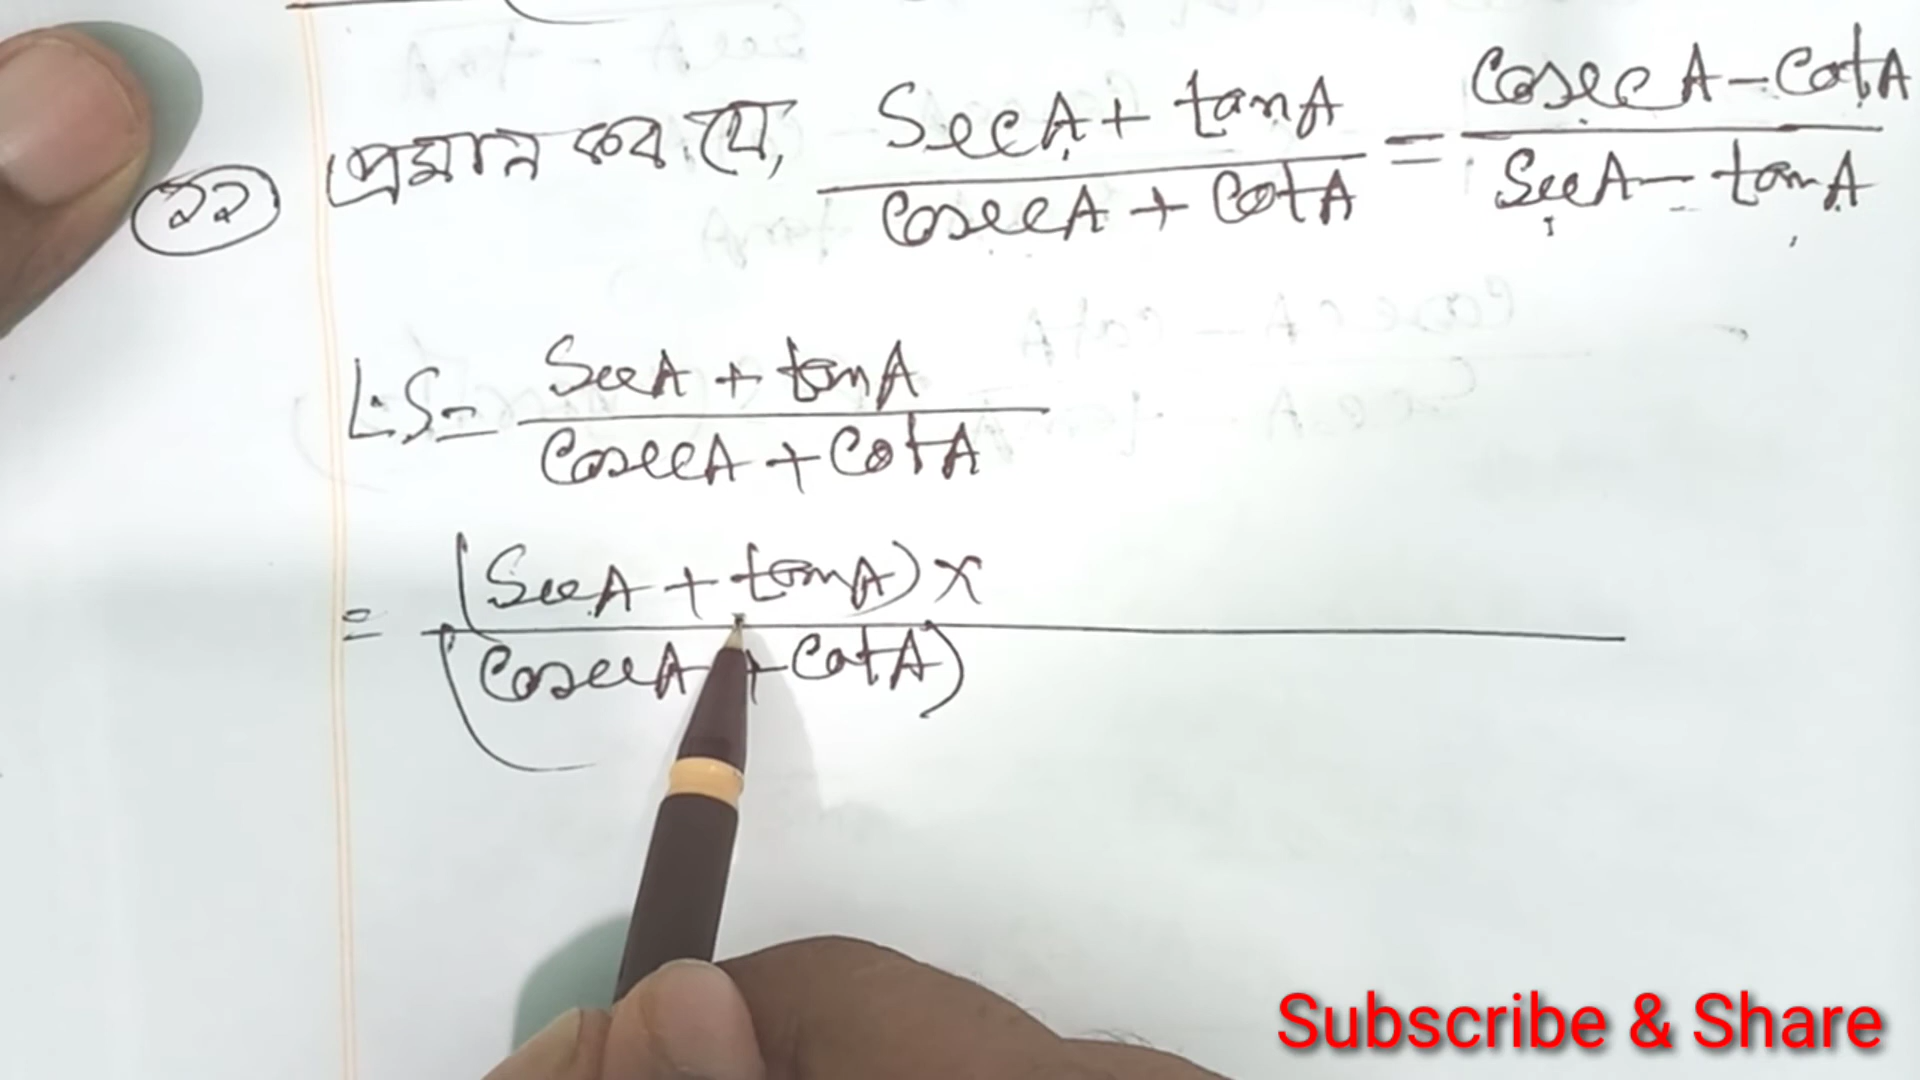 ২২ প্রমান কর যে, SecA + tanA / CosecA + CotA = CosecA - CotA / SecA - tanA
L.S = SecA + tanA / CosecA + CotA
= (SecA + tanA) × / (CosecA + CotA)
Subscribe & Share